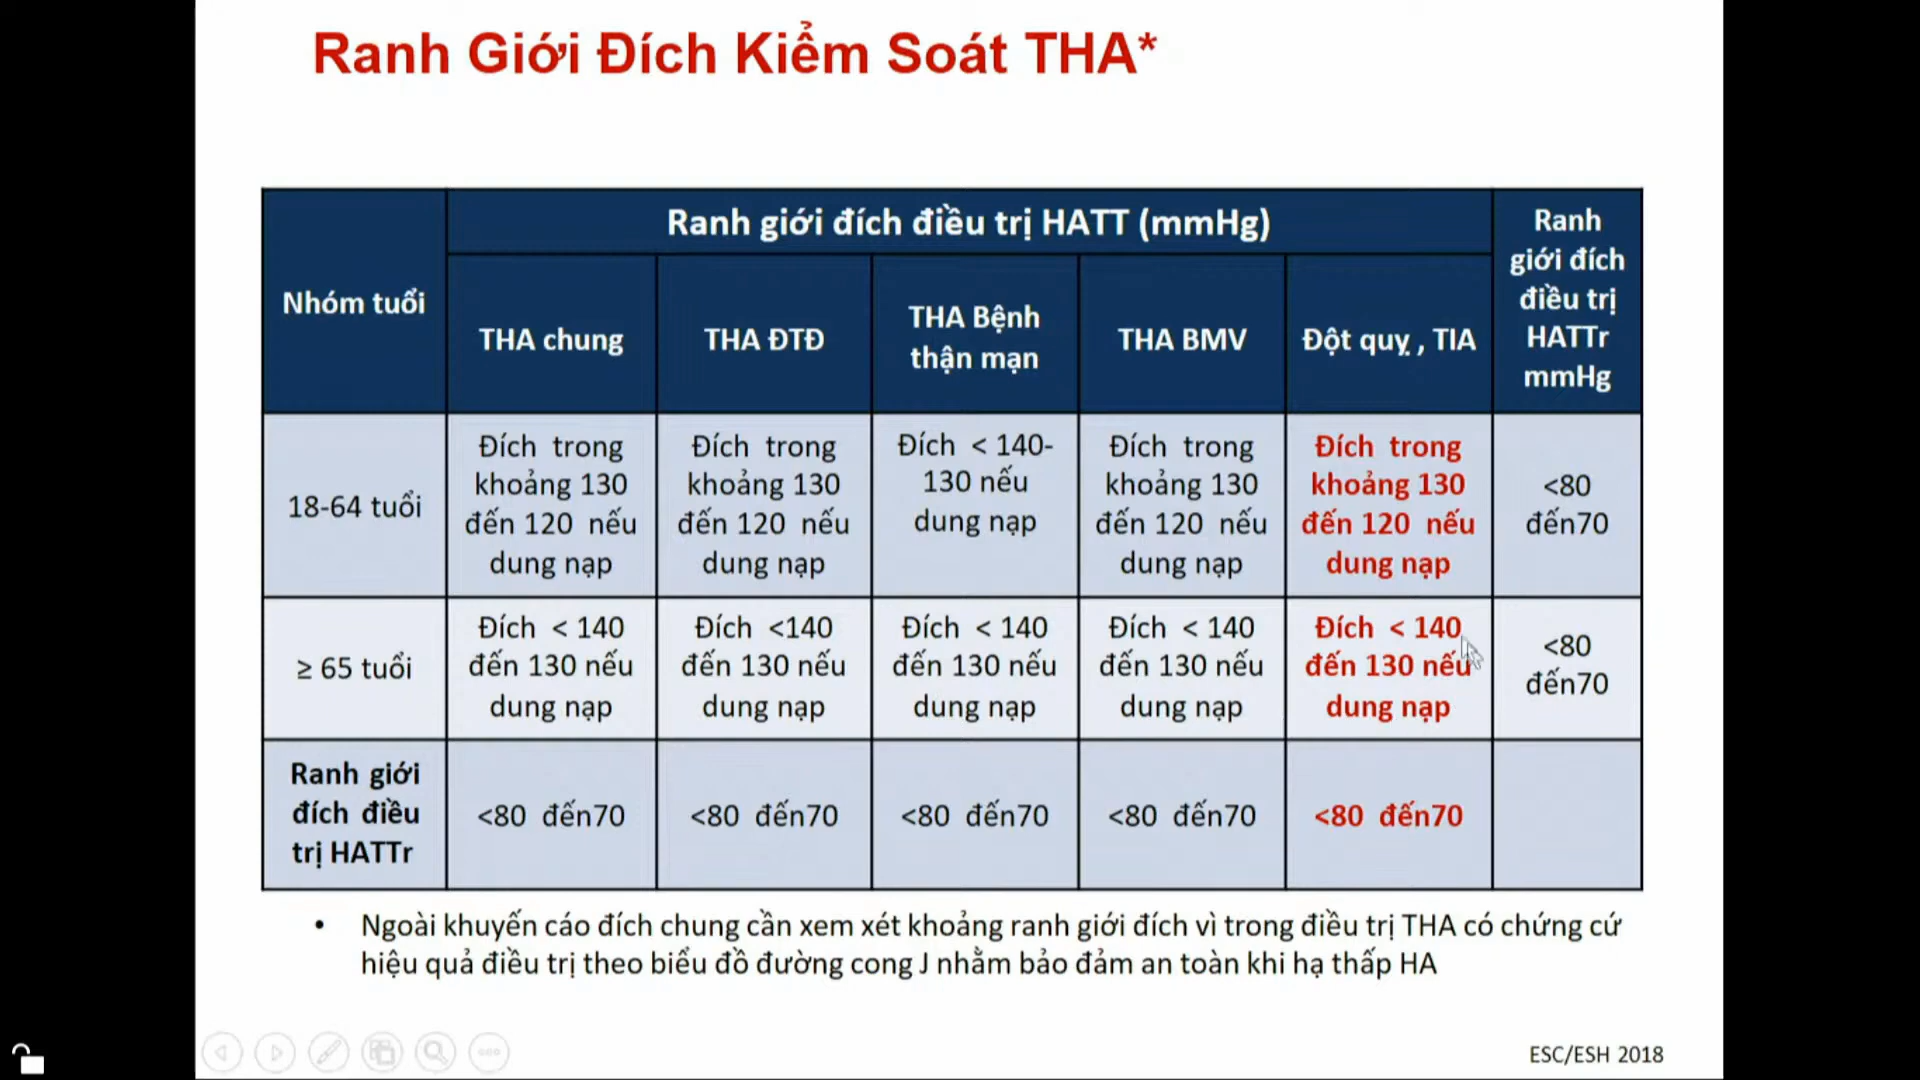 Ranh Giới Đích Kiểm Soát THA*
Nhóm tuổi
Ranh giới đích điều trị HATT (mmHg)
Ranh
giới đích
điều trị
HATTr
mmHg
THA chung
THA ĐTĐ
THA Bệnh
thận mạn
THA BMV
Đột quỵ , TIA
18-64 tuổi
Đích trong
khoảng 130
đến 120 nếu
dung nạp
Đích trong
khoảng 130
đến 120 nếu
dung nạp
Đích < 140-
130 nếu
dung nạp
Đích trong
khoảng 130
đến 120 nếu
dung nạp
Đích trong
khoảng 130
đến 120 nếu
dung nạp
<80
đến70
≥ 65 tuổi
Đích < 140
đến 130 nếu
dung nạp
Đích <140
đến 130 nếu
dung nạp
Đích < 140
đến 130 nếu
dung nạp
Đích < 140
đến 130 nếu
dung nạp
Đích < 140
đến 130 nếu
dung nạp
<80
đến70
Ranh giới
đích điều
trị HATTr
<80 đến70
<80 đến70
<80 đến70
<80 đến70
<80 đến70
• Ngoài khuyến cáo đích chung cần xem xét khoảng ranh giới đích vì trong điều trị THA có chứng cứ
hiệu quả điều trị theo biểu đồ đường cong J nhằm bảo đảm an toàn khi hạ thấp HA
ESC/ESH 2018